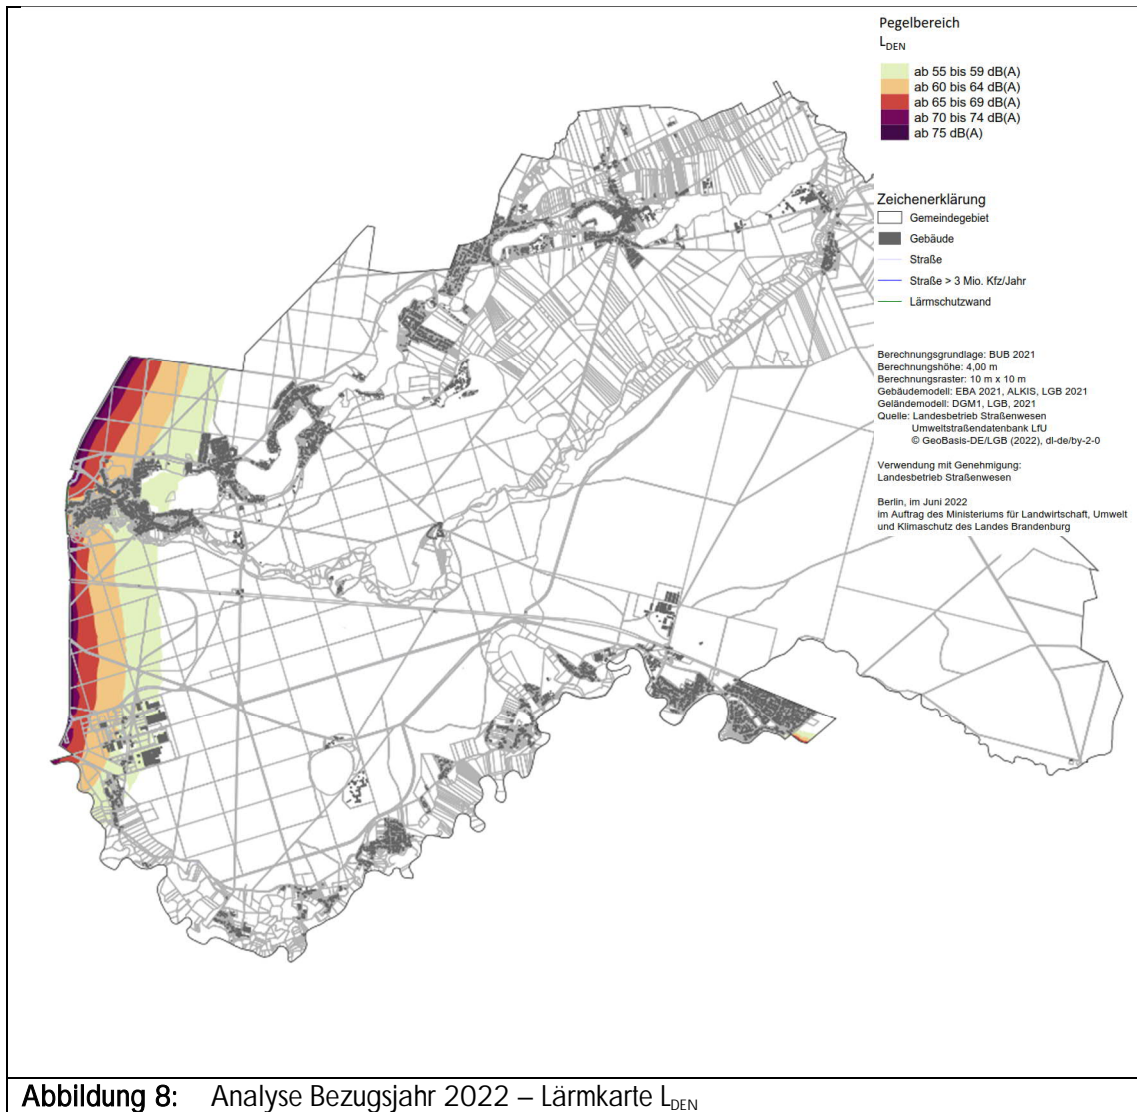 Pegelbereich
LDEN
ab 55 bis 59 dB(A)
ab 60 bis 64 dB(A)
ab 65 bis 69 dB(A)
ab 70 bis 74 dB(A)
ab 75 dB(A)
Zeichenerklärung
Gemeindegebiet
Gebäude
Straße
Straße > 3 Mio. Kfz/Jahr
Lärmschutzwand
Berechnungsgrundlage: BUB 2021
Berechnungshöhe: 4,00 m
Berechnungsraster: 10 m x 10 m
Gebäudemodell: EBA 2021, ALKIS, LGB 2021
Geländemodell: DGM1, LGB, 2021
Quelle: Landesbetrieb Straßenwesen
Umweltstraßendatenbank LfU
© GeoBasis-DE/LGB (2022), dl-de/by-2-0
Verwendung mit Genehmigung:
Landesbetrieb Straßenwesen
Berlin, im Juni 2022
im Auftrag des Ministeriums für Landwirtschaft, Umwelt
und Klimaschutz des Landes Brandenburg
Abbildung 8: Analyse Bezugsjahr 2022 – Lärmkarte LDEN